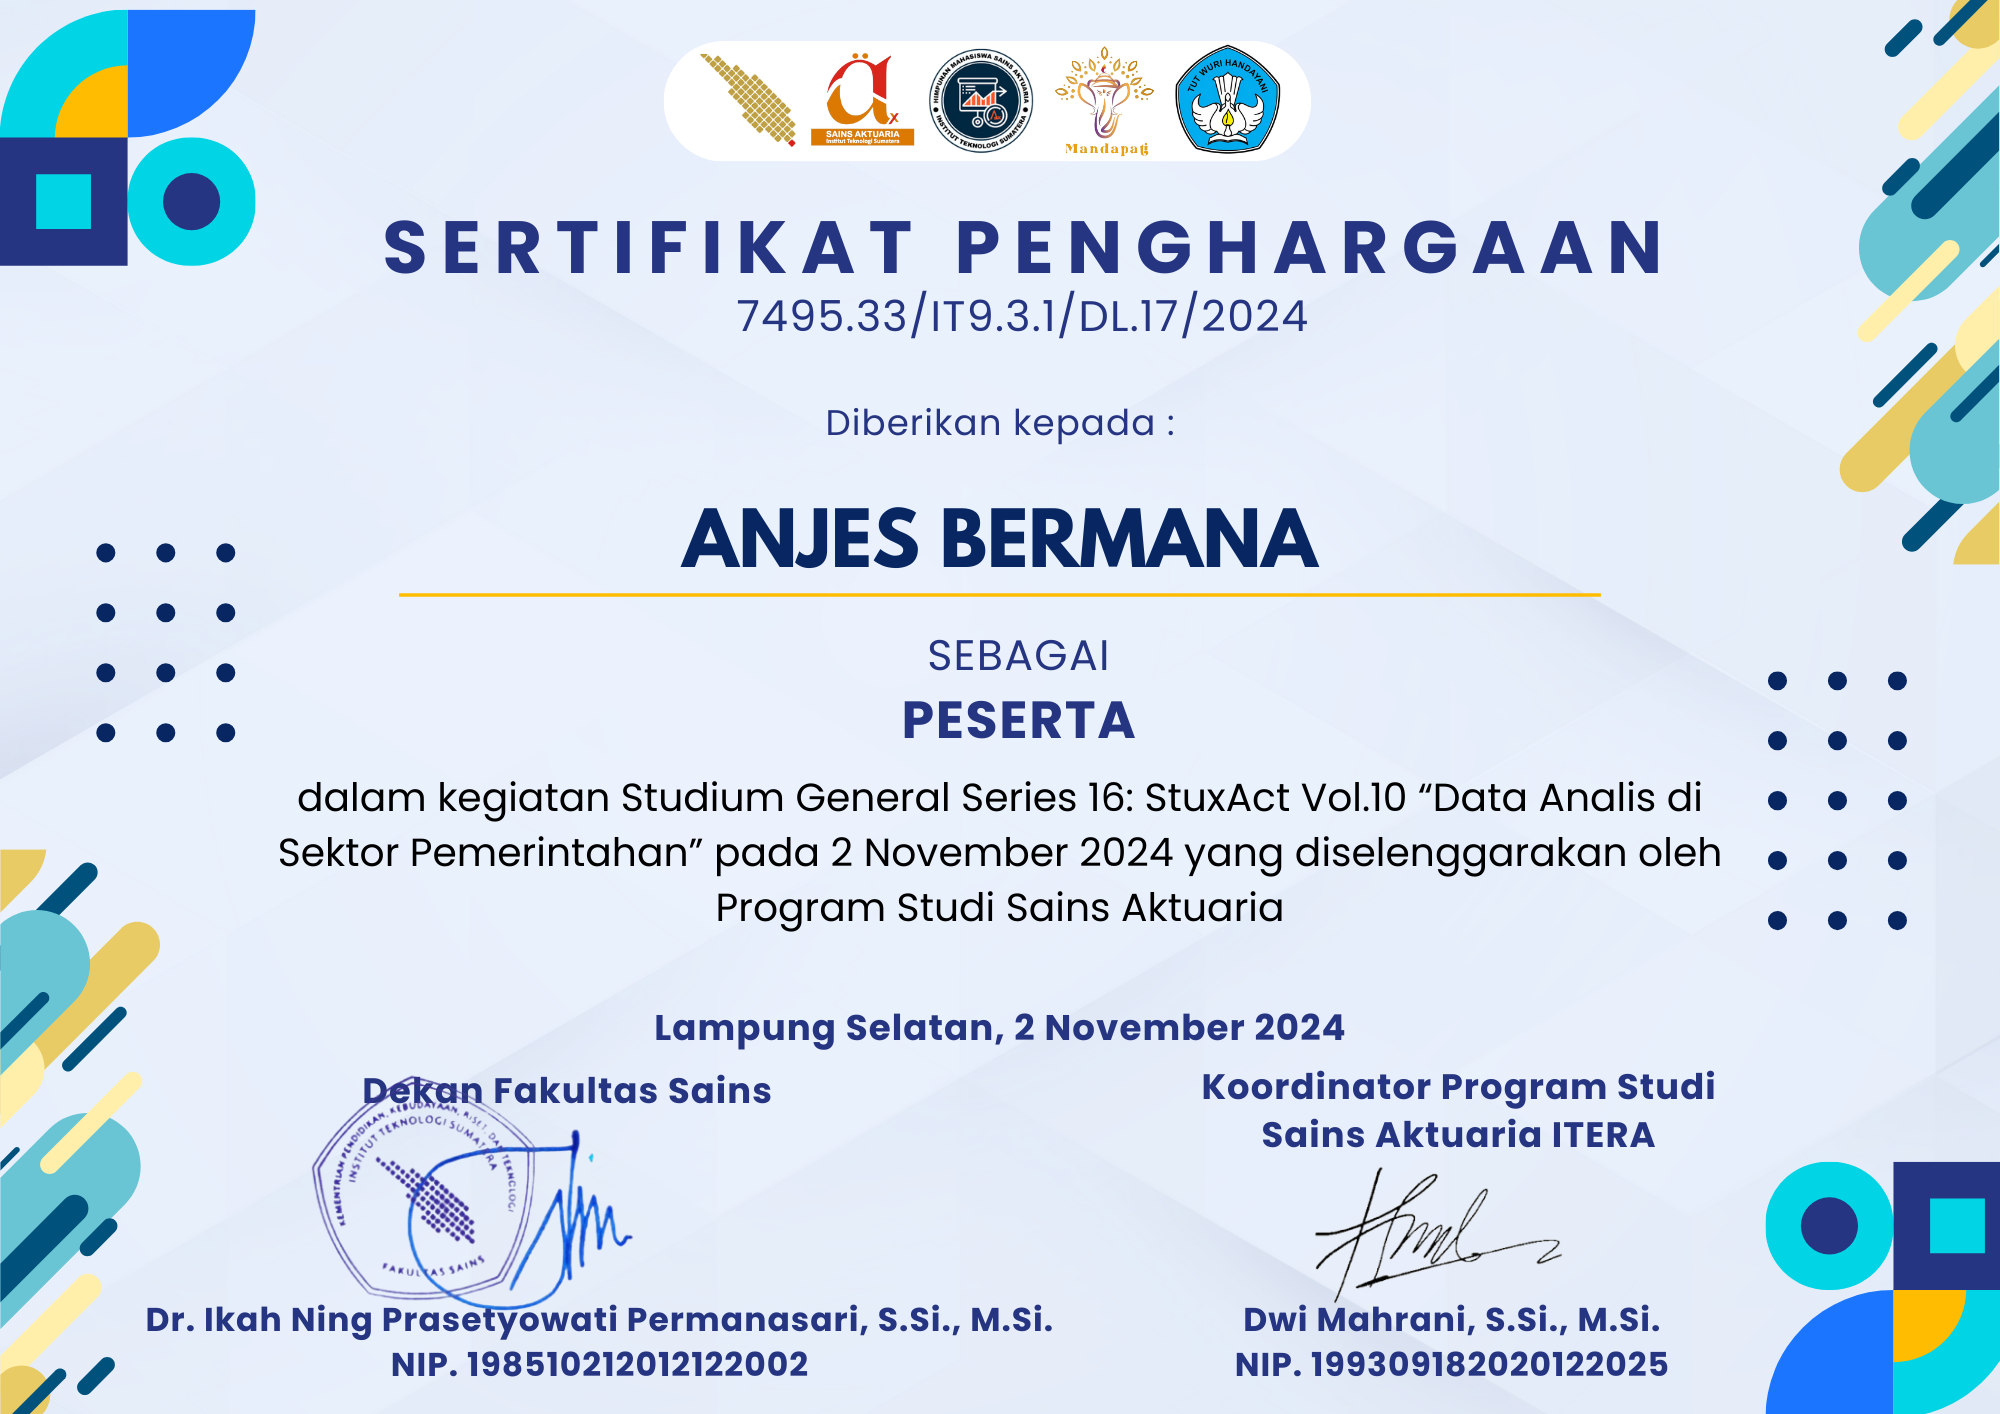 SAINS AKTUARIA
Institut Teknologi Sumatera
HIMPUNAN MAHASISWA SAINS AKTUARIA
INSTITUT TEKNOLOGI SUMATERA
Mandapati
TUT WURI HANDAYANI
SERTIFIKAT PENGHARGAAN
7495.33/IT9.3.1/DL.17/2024
Diberikan kepada :
ANJES BERMANA
SEBAGAI
PESERTA
dalam kegiatan Studium General Series 16: StuxAct Vol.10 “Data Analis di
Sektor Pemerintahan” pada 2 November 2024 yang diselenggarakan oleh
Program Studi Sains Aktuaria
Lampung Selatan, 2 November 2024
Dekan Fakultas Sains
KEMENTRIAN PENDIDIKAN, KEBUDAYAAN, RISET, DAN TEKNOLOGI
INSTITUT TEKNOLOGI SUMATERA
FAKULTAS SAINS
Dr. Ikah Ning Prasetyowati Permanasari, S.Si., M.Si.
NIP. 198510212012122002
Koordinator Program Studi
Sains Aktuaria ITERA
Dwi Mahrani, S.Si., M.Si.
NIP. 199309182020122025